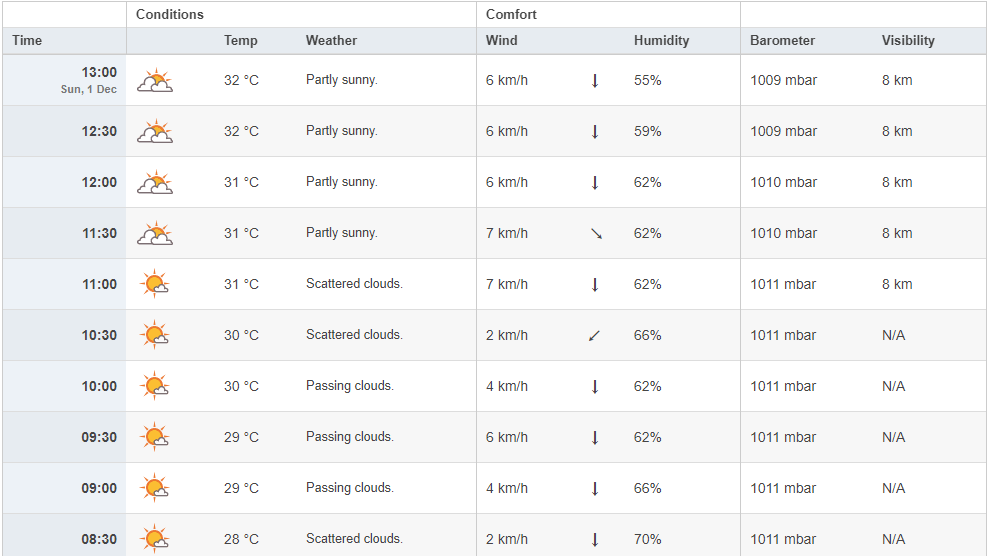 Conditions Comfort
Time Temp Weather Wind Humidity Barometer Visibility
13:00 32 °C Partly sunny. 6 km/h ↓ 55% 1009 mbar 8 km
Sun, 1 Dec
12:30 32 °C Partly sunny. 6 km/h ↓ 59% 1009 mbar 8 km
12:00 31 °C Partly sunny. 6 km/h ↓ 62% 1010 mbar 8 km
11:30 31 °C Partly sunny. 7 km/h ↘ 62% 1010 mbar 8 km
11:00 31 °C Scattered clouds. 7 km/h ↓ 62% 1011 mbar 8 km
10:30 30 °C Scattered clouds. 2 km/h ↙ 66% 1011 mbar N/A
10:00 30 °C Passing clouds. 4 km/h ↓ 62% 1011 mbar N/A
09:30 29 °C Passing clouds. 6 km/h ↓ 62% 1011 mbar N/A
09:00 29 °C Passing clouds. 4 km/h ↓ 66% 1011 mbar N/A
08:30 28 °C Scattered clouds. 2 km/h ↓ 70% 1011 mbar N/A